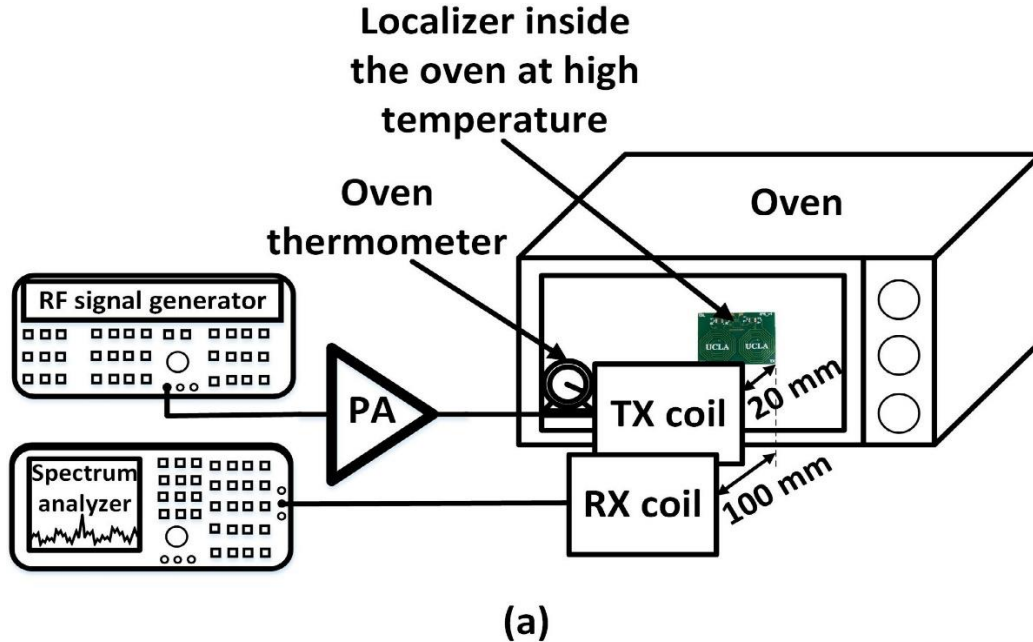 Localizer inside
the oven at high
temperature
Oven
thermometer
Oven
RF signal generator
UCLA UCLA
PA
TX coil
20 mm
Spectrum
analyzer
RX coil
100 mm
(a)